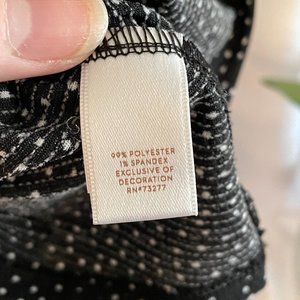 99% POLYESTER
1% SPANDEX
EXCLUSIVE OF
DECORATION
RN#73277